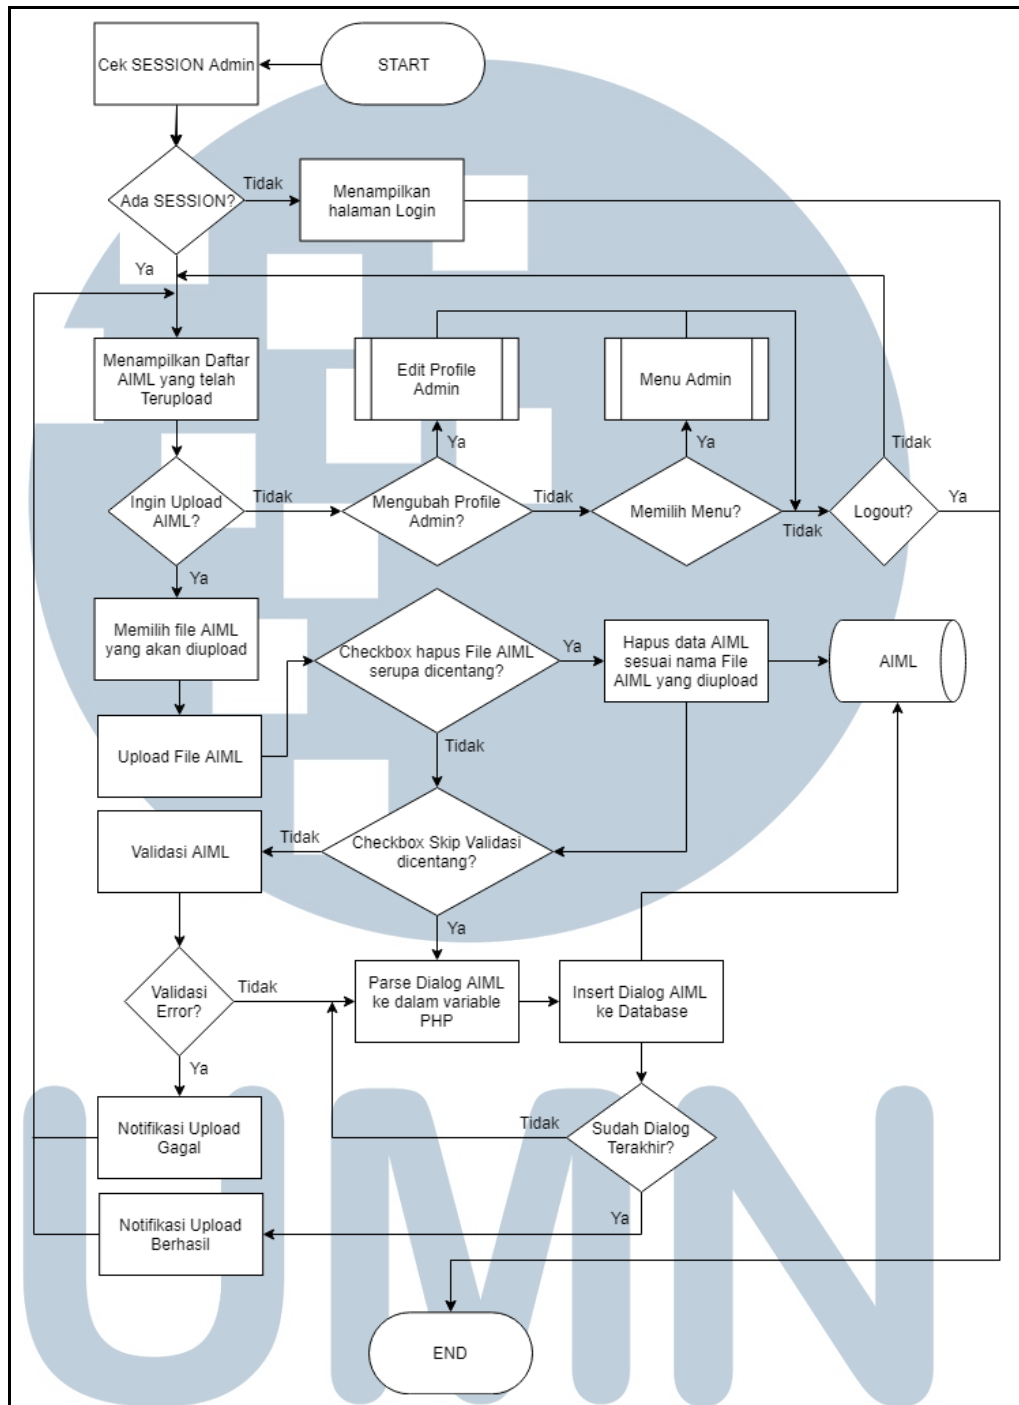 START
Cek SESSION Admin
Ada SESSION?
Tidak
Menampilkan
halaman Login
Ya
Menampilkan Daftar
AIML yang telah
Terupload
Edit Profile
Admin
Menu Admin
Ya
Ya
Tidak
Ingin Upload
AIML?
Tidak
Mengubah Profile
Admin?
Tidak
Memilih Menu?
Tidak
Logout?
Ya
Ya
Memilih file AIML
yang akan diupload
Checkbox hapus File AIML
serupa dicentang?
Ya
Hapus data AIML
sesuai nama File
AIML yang diupload
AIML
Upload File AIML
Tidak
Validasi AIML
Tidak
Checkbox Skip Validasi
dicentang?
Ya
Validasi
Error?
Tidak
Parse Dialog AIML
ke dalam variable
PHP
Insert Dialog AIML
ke Database
Ya
Notifikasi Upload
Gagal
Tidak
Sudah Dialog
Terakhir?
Ya
Notifikasi Upload
Berhasil
END
UMN